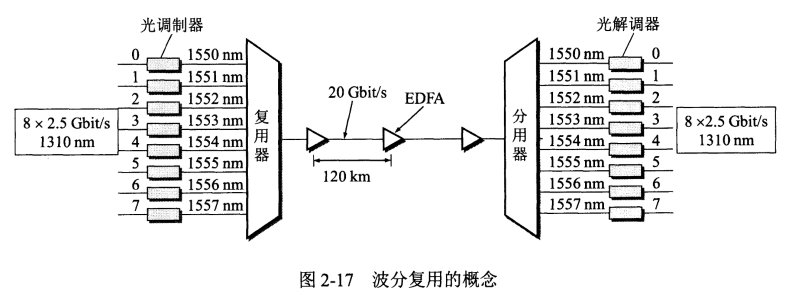 光调制器
光解调器
0 1550 nm
1 1551 nm
2 1552 nm
3 1553 nm
4 1554 nm
5 1555 nm
6 1556 nm
7 1557 nm
8 × 2.5 Gbit/s
1310 nm
复用器
20 Gbit/s
EDFA
120 km
分用器
1550 nm 0
1551 nm 1
1552 nm 2
1553 nm 3
1554 nm 4
1555 nm 5
1556 nm 6
1557 nm 7
8 × 2.5 Gbit/s
1310 nm
图 2-17 波分复用的概念